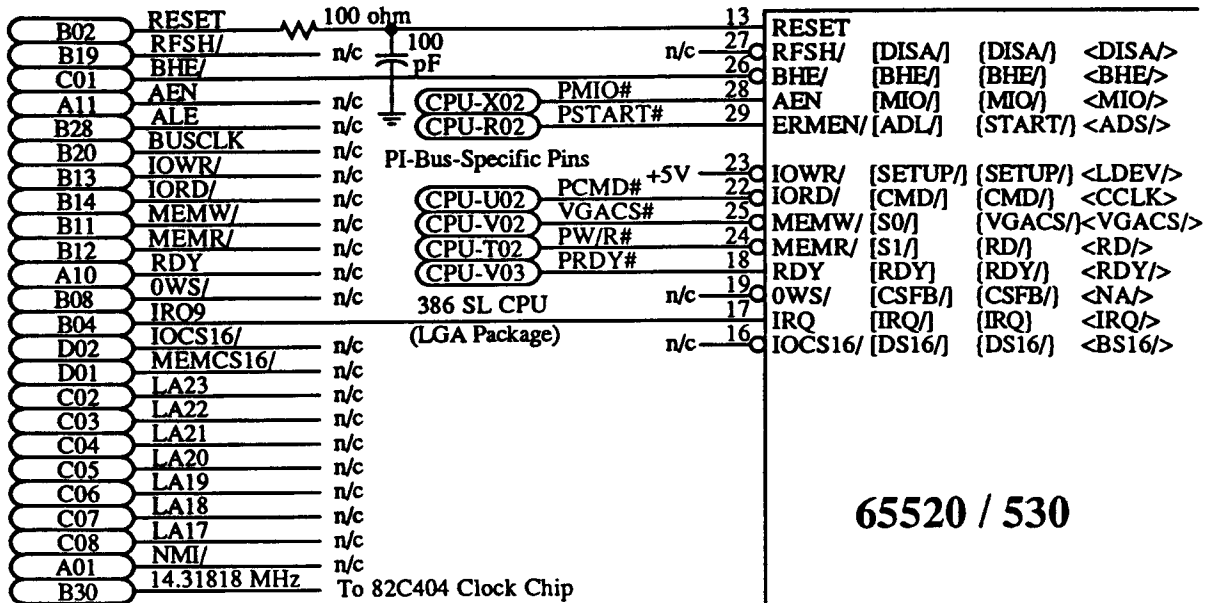 B02 RESET 100 ohm 13 RESET
B19 RFSH/ n/c 100 pF n/c 27 RFSH/ [DISA/] {DISA/} <DISA/>
C01 BHE/ 26 BHE/ [BHE/] {BHE/} <BHE/>
A11 AEN n/c CPU-X02 PMIO# 28 AEN [MIO/] {MIO/} <MIO/>
B28 ALE n/c CPU-R02 PSTART# 29 ERMEN/ [ADL/] {START/} <ADS/>
B20 BUSCLK n/c PI-Bus-Specific Pins
B13 IOWR/ n/c +5V 23 IOWR/ [SETUP/] {SETUP/} <LDEV/>
B14 IORD/ n/c CPU-U02 PCMD# 22 IORD/ [CMD/] {CMD/} <CCLK>
B11 MEMW/ n/c CPU-V02 VGACS# 25 MEMW/ [S0/] {VGACS/} <VGACS/>
B12 MEMR/ n/c CPU-T02 PW/R# 24 MEMR/ [S1/] {RD/} <RD/>
A10 RDY n/c CPU-V03 PRDY# 18 RDY [RDY] {RDY/} <RDY/>
B08 0WS/ n/c 386 SL CPU n/c 19 0WS/ [CSFB/] {CSFB/} <NA/>
B04 IRQ9 17 IRQ [IRQ/] {IRQ} <IRQ/>
D02 IOCS16/ n/c (LGA Package) n/c 16 IOCS16/ [DS16/] {DS16/} <BS16/>
D01 MEMCS16/ n/c
C02 LA23 n/c
C03 LA22 n/c
C04 LA21 n/c
C05 LA20 n/c
C06 LA19 n/c
C07 LA18 n/c
C08 LA17 n/c
A01 NMI/ n/c
B30 14.31818 MHz To 82C404 Clock Chip
65520 / 530